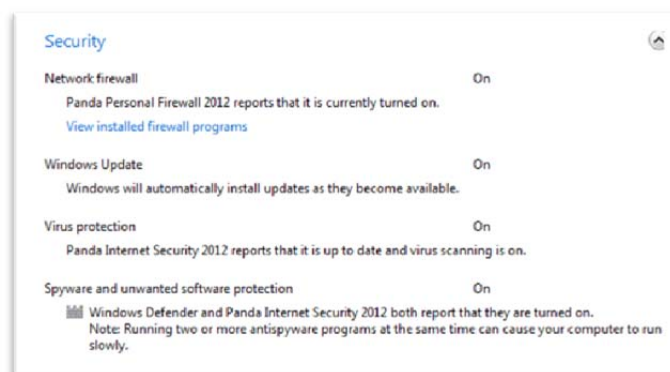 Security
Network firewall On
Panda Personal Firewall 2012 reports that it is currently turned on.
View installed firewall programs
Windows Update On
Windows will automatically install updates as they become available.
Virus protection On
Panda Internet Security 2012 reports that it is up to date and virus scanning is on.
Spyware and unwanted software protection On
Windows Defender and Panda Internet Security 2012 both report that they are turned on.
Note: Running two or more antispyware programs at the same time can cause your computer to run
slowly.